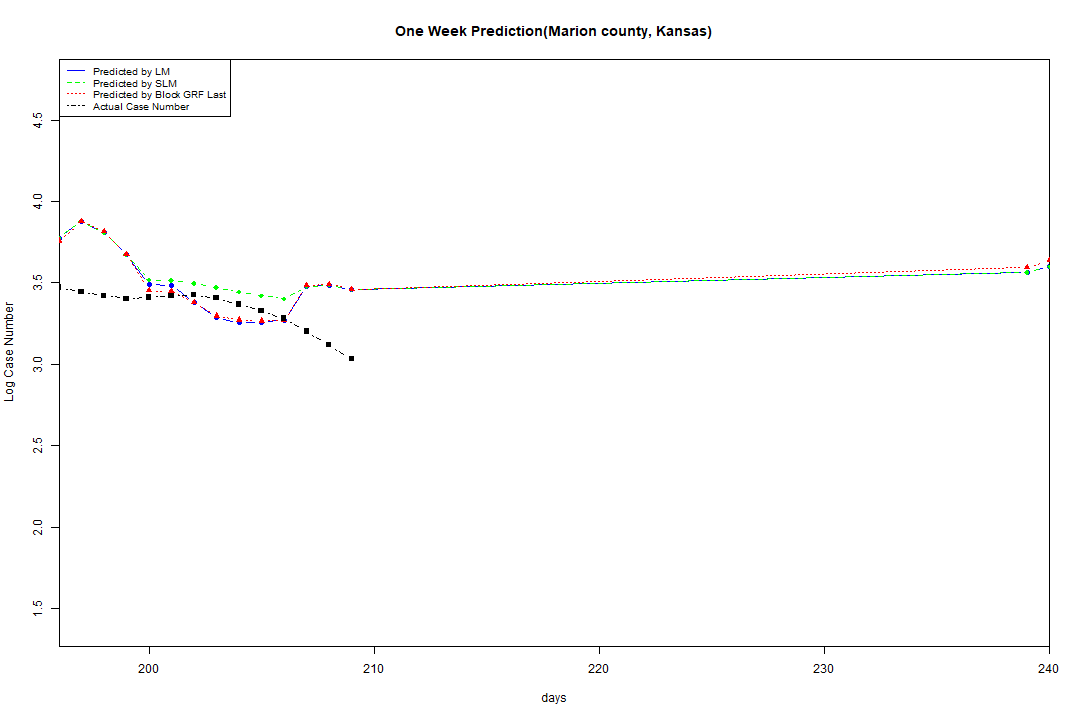 One Week Prediction(Marion county, Kansas)
Predicted by LM
Predicted by SLM
Predicted by Block GRF Last
Actual Case Number
4.5
4.0
3.5
3.0
2.5
2.0
1.5
Log Case Number
200 210 220 230 240
days